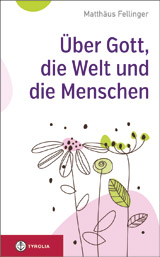 Matthäus Fellinger
Über Gott,
die Welt und
die Menschen
TYROLIA